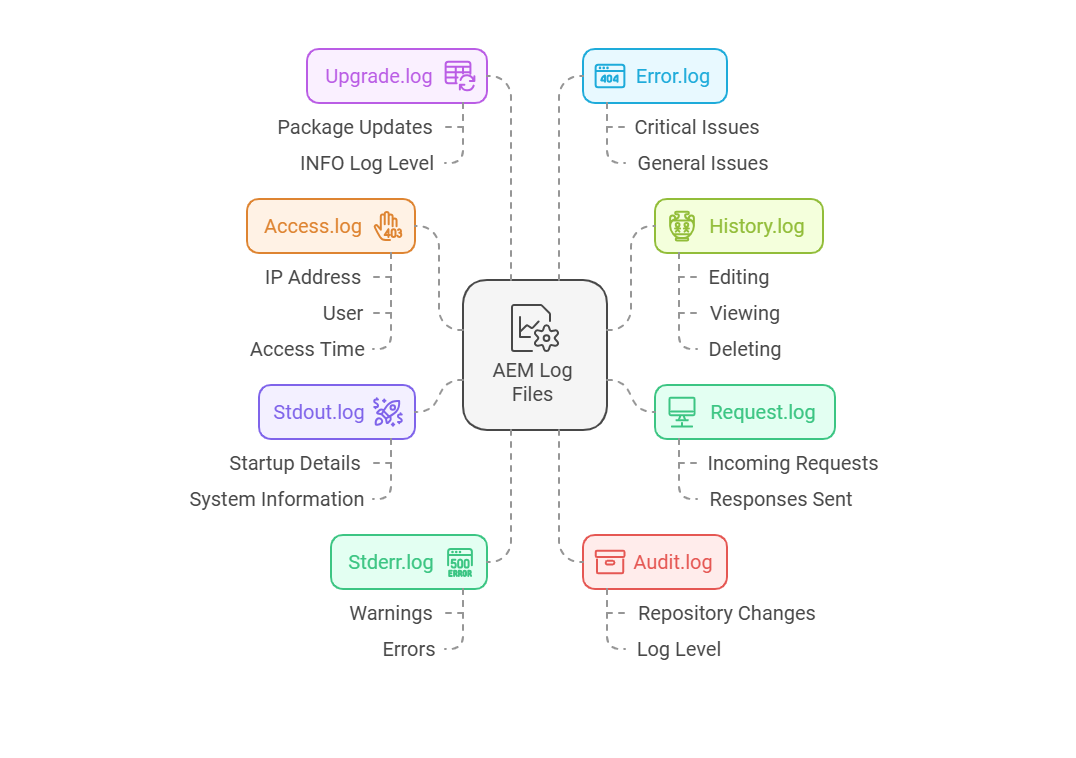 Upgrade.log
Package Updates
INFO Log Level
Access.log
403
IP Address
User
Access Time
Stdout.log
Startup Details
System Information
Stderr.log
500
ERROR
Warnings
Errors
AEM Log
Files
404
Error.log
Critical Issues
General Issues
History.log
Editing
Viewing
Deleting
Request.log
Incoming Requests
Responses Sent
Audit.log
Repository Changes
Log Level